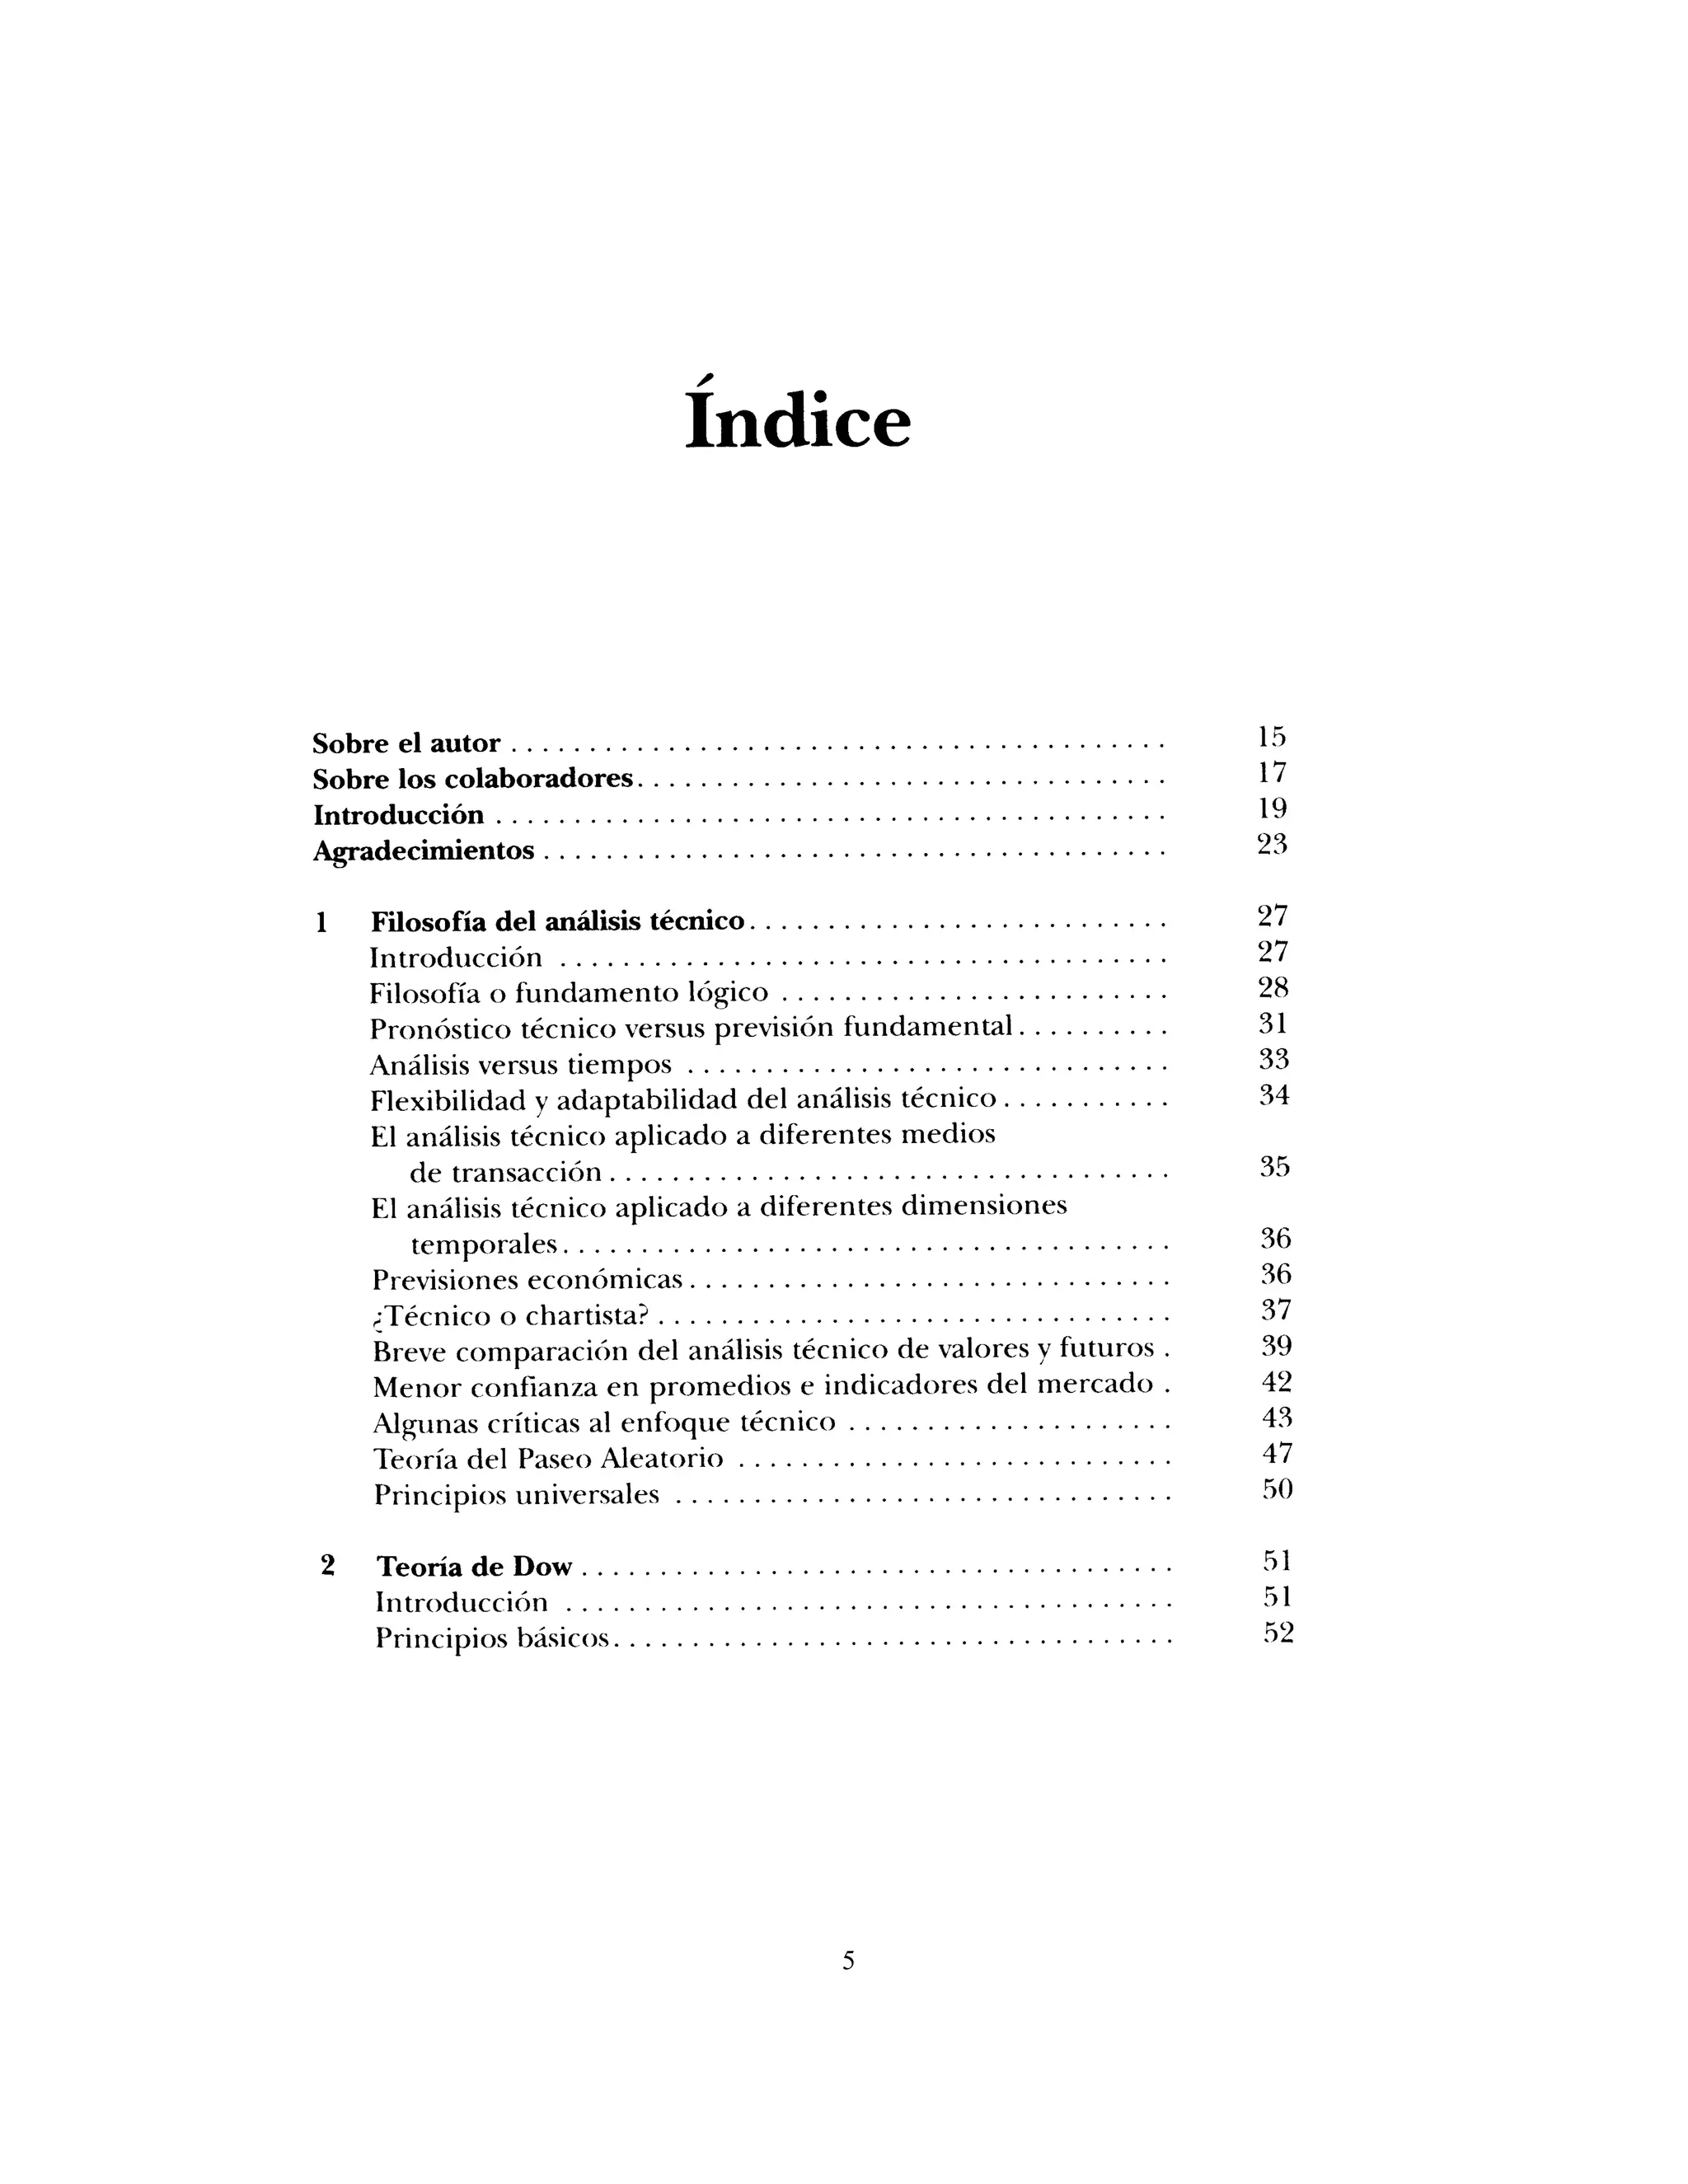 Índice
Sobre el autor . . . . . . . . . . . . . . . . . . . . . . . . . . . . . . . . . . . . . . . . . . 15
Sobre los colaboradores. . . . . . . . . . . . . . . . . . . . . . . . . . . . . . . . . . 17
Introducción . . . . . . . . . . . . . . . . . . . . . . . . . . . . . . . . . . . . . . . . . . . 19
Agradecimientos . . . . . . . . . . . . . . . . . . . . . . . . . . . . . . . . . . . . . . . . 23
1 Filosofía del análisis técnico. . . . . . . . . . . . . . . . . . . . . . . . . . . 27
Introducción . . . . . . . . . . . . . . . . . . . . . . . . . . . . . . . . . . . . . . . 27
Filosofía o fundamento lógico . . . . . . . . . . . . . . . . . . . . . . . . . 28
Pronóstico técnico versus previsión fundamental. . . . . . . . . . 31
Análisis versus tiempos . . . . . . . . . . . . . . . . . . . . . . . . . . . . . . . 33
Flexibilidad y adaptabilidad del análisis técnico . . . . . . . . . . . 34
El análisis técnico aplicado a diferentes medios
de transacción . . . . . . . . . . . . . . . . . . . . . . . . . . . . . . . . . . . . 35
El análisis técnico aplicado a diferentes dimensiones
temporales. . . . . . . . . . . . . . . . . . . . . . . . . . . . . . . . . . . . . . . 36
Previsiones económicas . . . . . . . . . . . . . . . . . . . . . . . . . . . . . . . 36
¿Técnico o chartista? . . . . . . . . . . . . . . . . . . . . . . . . . . . . . . . . . 37
Breve comparación del análisis técnico de valores y futuros . 39
Menor confianza en promedios e indicadores del mercado . 42
Algunas críticas al enfoque técnico . . . . . . . . . . . . . . . . . . . . . 43
Teoría del Paseo Aleatorio . . . . . . . . . . . . . . . . . . . . . . . . . . . . 47
Principios universales . . . . . . . . . . . . . . . . . . . . . . . . . . . . . . . . 50
2 Teoría de Dow . . . . . . . . . . . . . . . . . . . . . . . . . . . . . . . . . . . . . . 51
Introducción . . . . . . . . . . . . . . . . . . . . . . . . . . . . . . . . . . . . . . . 51
Principios básicos. . . . . . . . . . . . . . . . . . . . . . . . . . . . . . . . . . . . 52
5